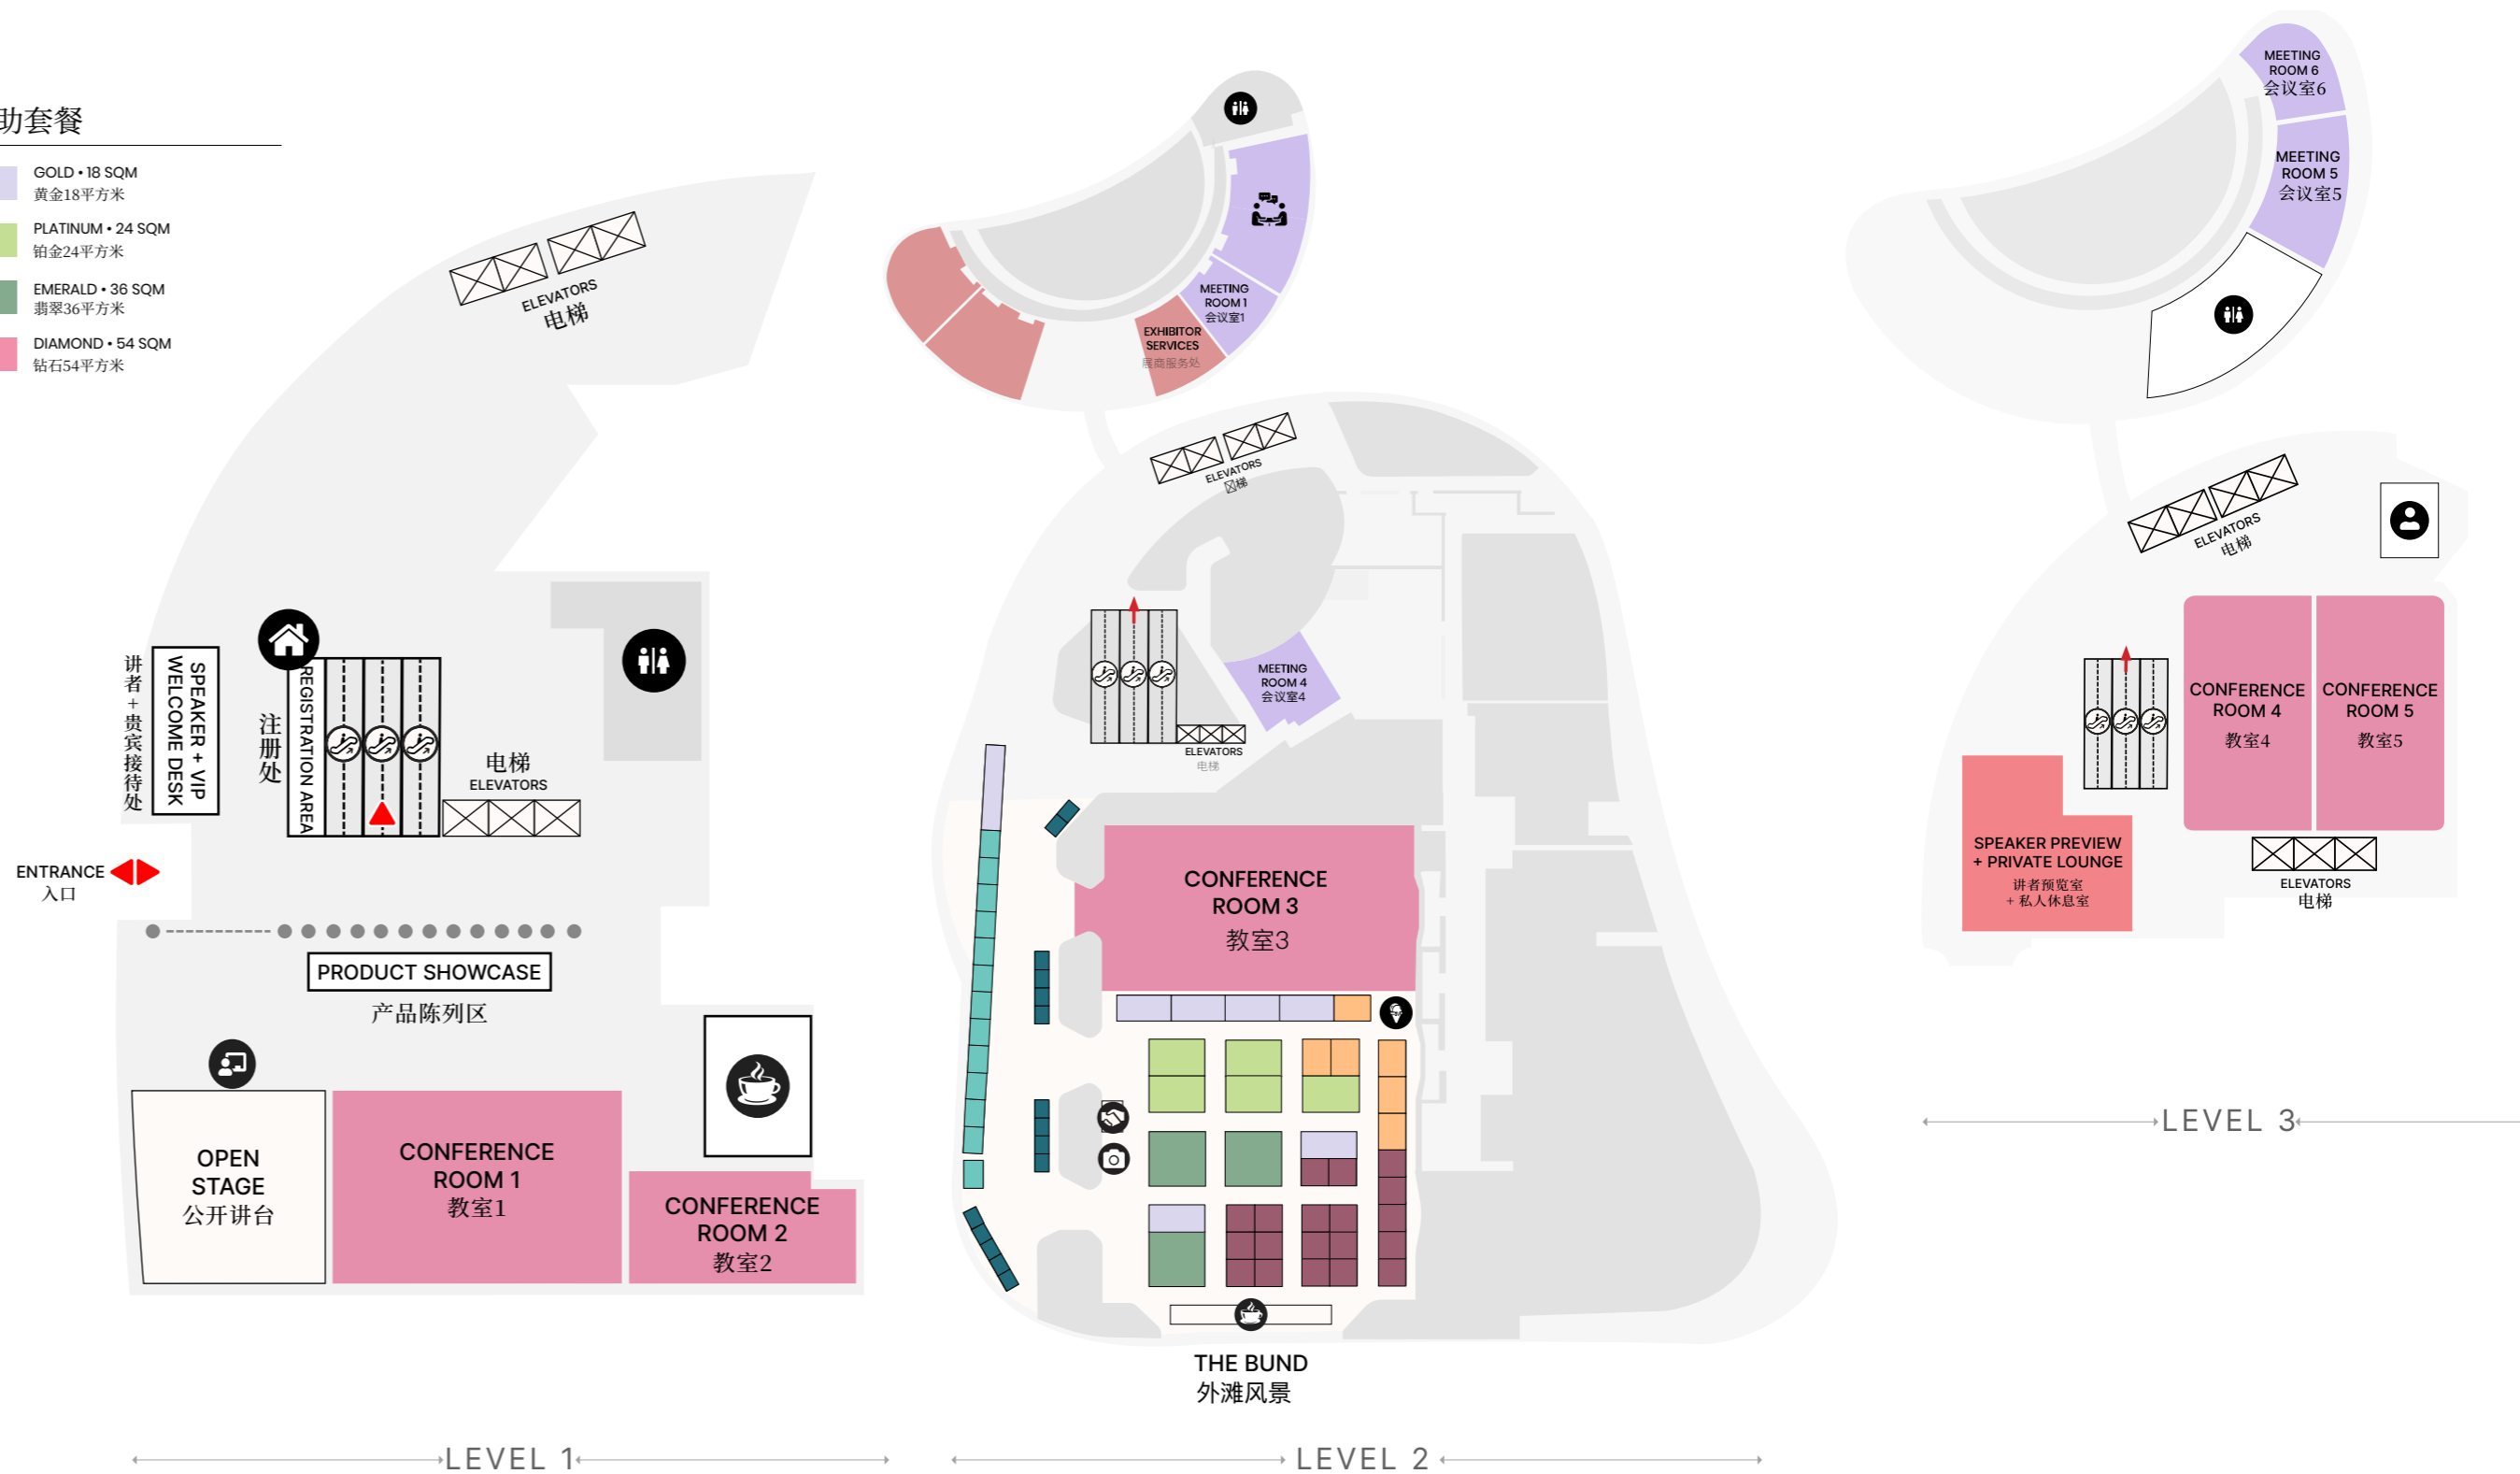 助套餐
GOLD • 18 SQM
黄金18平方米
PLATINUM • 24 SQM
铂金24平方米
EMERALD • 36 SQM
翡翠36平方米
DIAMOND • 54 SQM
钻石54平方米
ELEVATORS
电梯
讲者+贵宾接待处
SPEAKER + VIP
WELCOME DESK
注册处
REGISTRATION AREA
电梯
ELEVATORS
ENTRANCE
入口
PRODUCT SHOWCASE
产品陈列区
OPEN
STAGE
公开讲台
CONFERENCE
ROOM 1
教室1
CONFERENCE
ROOM 2
教室2
LEVEL 1
MEETING
ROOM 1
会议室1
EXHIBITOR
SERVICES
展商服务处
ELEVATORS
梯
MEETING
ROOM 4
会议室4
ELEVATORS
电梯
CONFERENCE
ROOM 3
教室3
THE BUND
外滩风景
LEVEL 2
MEETING
ROOM 6
会议室6
MEETING
ROOM 5
会议室5
ELEVATORS
电梯
CONFERENCE
ROOM 4
教室4
CONFERENCE
ROOM 5
教室5
SPEAKER PREVIEW
+ PRIVATE LOUNGE
讲者预览室
+ 私人休息室
ELEVATORS
电梯
LEVEL 3